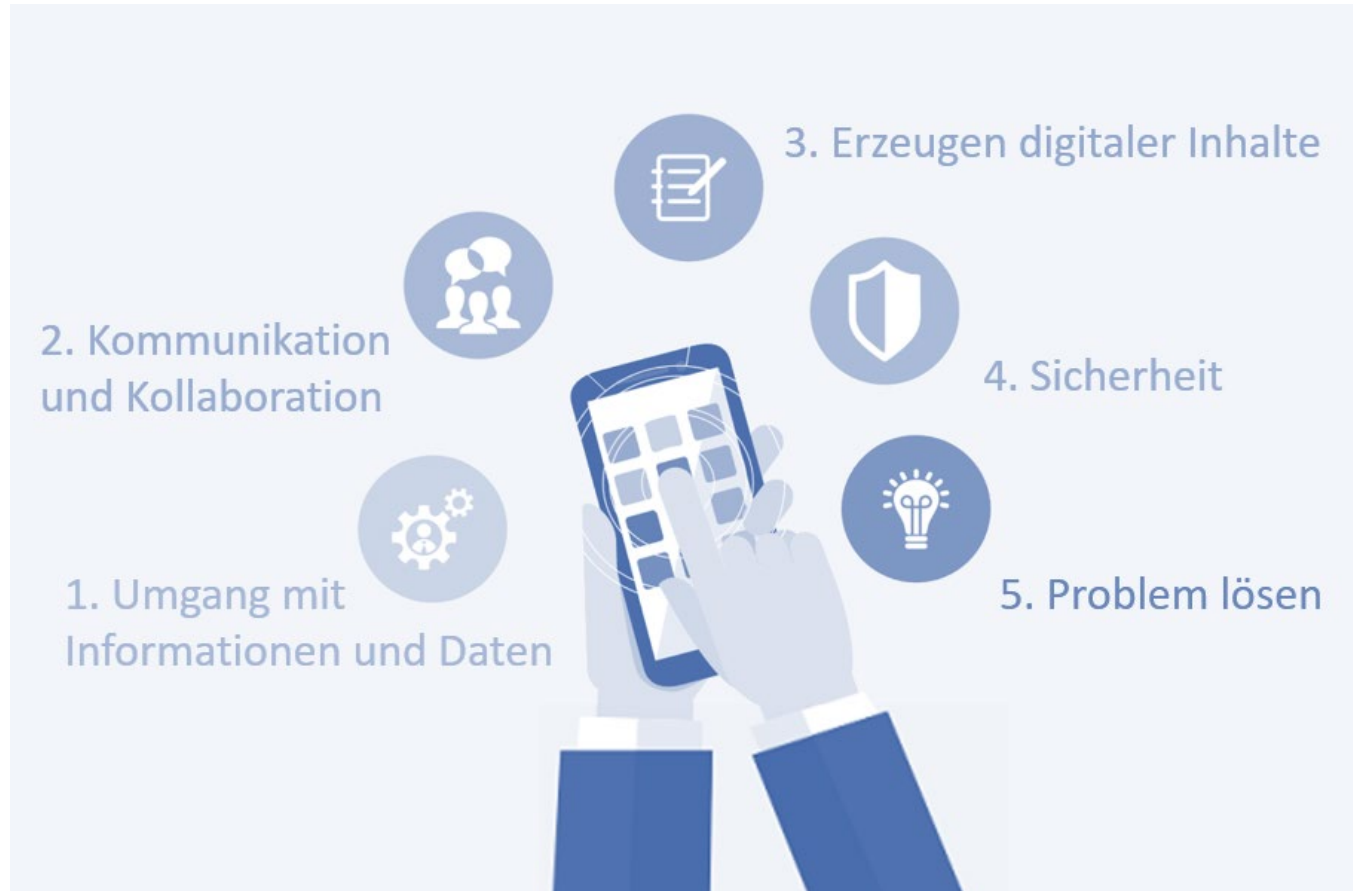 1. Umgang mit
Informationen und Daten
2. Kommunikation
und Kollaboration
3. Erzeugen digitaler Inhalte
4. Sicherheit
5. Problem lösen